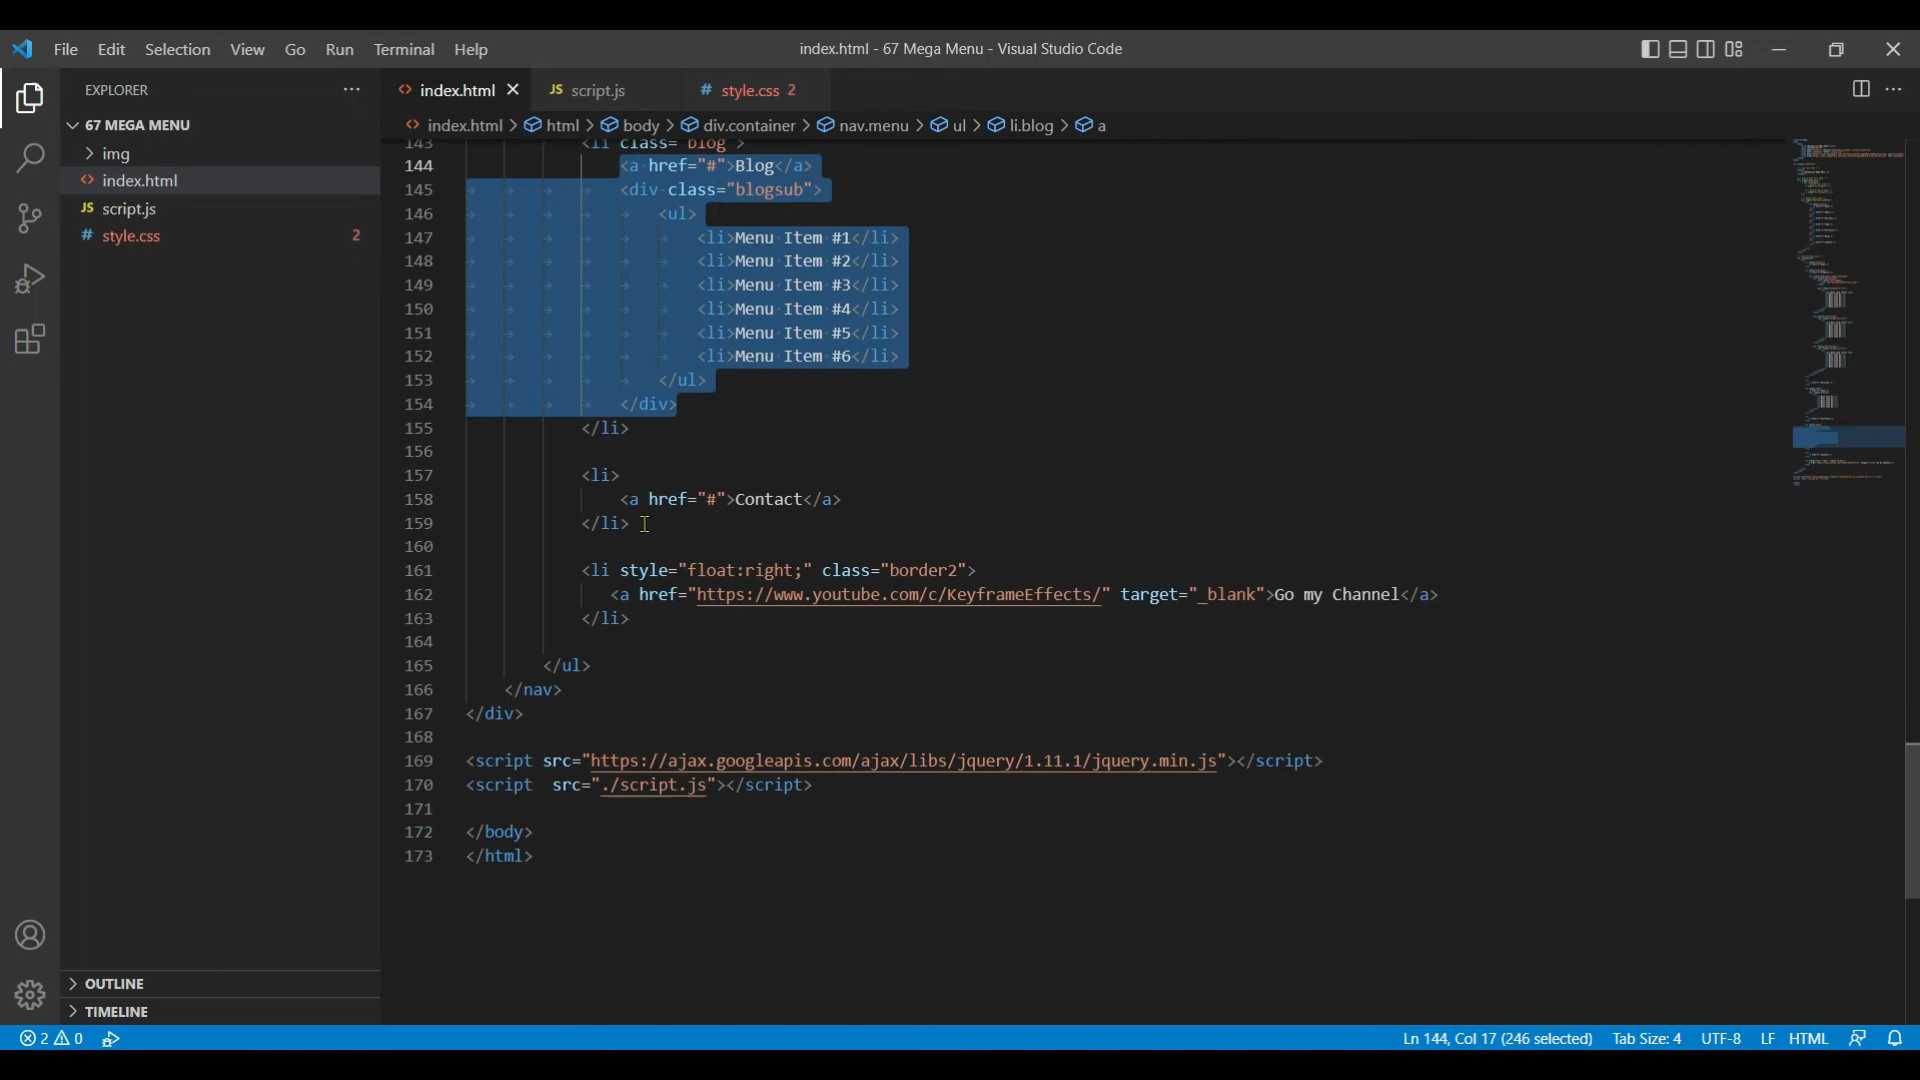 File Edit Selection View Go Run Terminal Help
index.html - 67 Mega Menu - Visual Studio Code
EXPLORER
67 MEGA MENU
img
index.html
JS script.js
# style.css 2
index.html
JS script.js
# style.css 2
index.html > html > body > div.container > nav.menu > ul > li.blog > a
143 <li class="blog">
144 <a href="#">Blog</a>
145 <div class="blogsub">
146 <ul>
147 <li>Menu Item #1</li>
148 <li>Menu Item #2</li>
149 <li>Menu Item #3</li>
150 <li>Menu Item #4</li>
151 <li>Menu Item #5</li>
152 <li>Menu Item #6</li>
153 </ul>
154 </div>
155 </li>
156
157 <li>
158 <a href="#">Contact</a>
159 </li>
160
161 <li style="float:right;" class="border2">
162 <a href="https://www.youtube.com/c/KeyframeEffects/" target="_blank">Go my Channel</a>
163 </li>
164
165 </ul>
166 </nav>
167 </div>
168
169 <script src="https://ajax.googleapis.com/ajax/libs/jquery/1.11.1/jquery.min.js"></script>
170 <script  src="./script.js"></script>
171
172 </body>
173 </html>
OUTLINE
TIMELINE
2 0
Ln 144, Col 17 (246 selected) Tab Size: 4 UTF-8 LF HTML